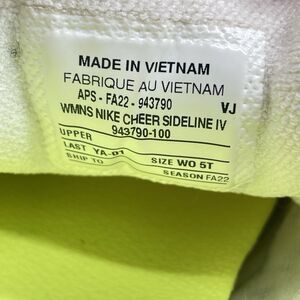 MADE IN VIETNAM
FABRIQUE AU VIETNAM
APS - FA22 - 943790 VJ
WMNS NIKE CHEER SIDELINE IV
UPPER 943790-100
LAST YA-01 SIZE WO 5T
SHIP TO SEASON FA22